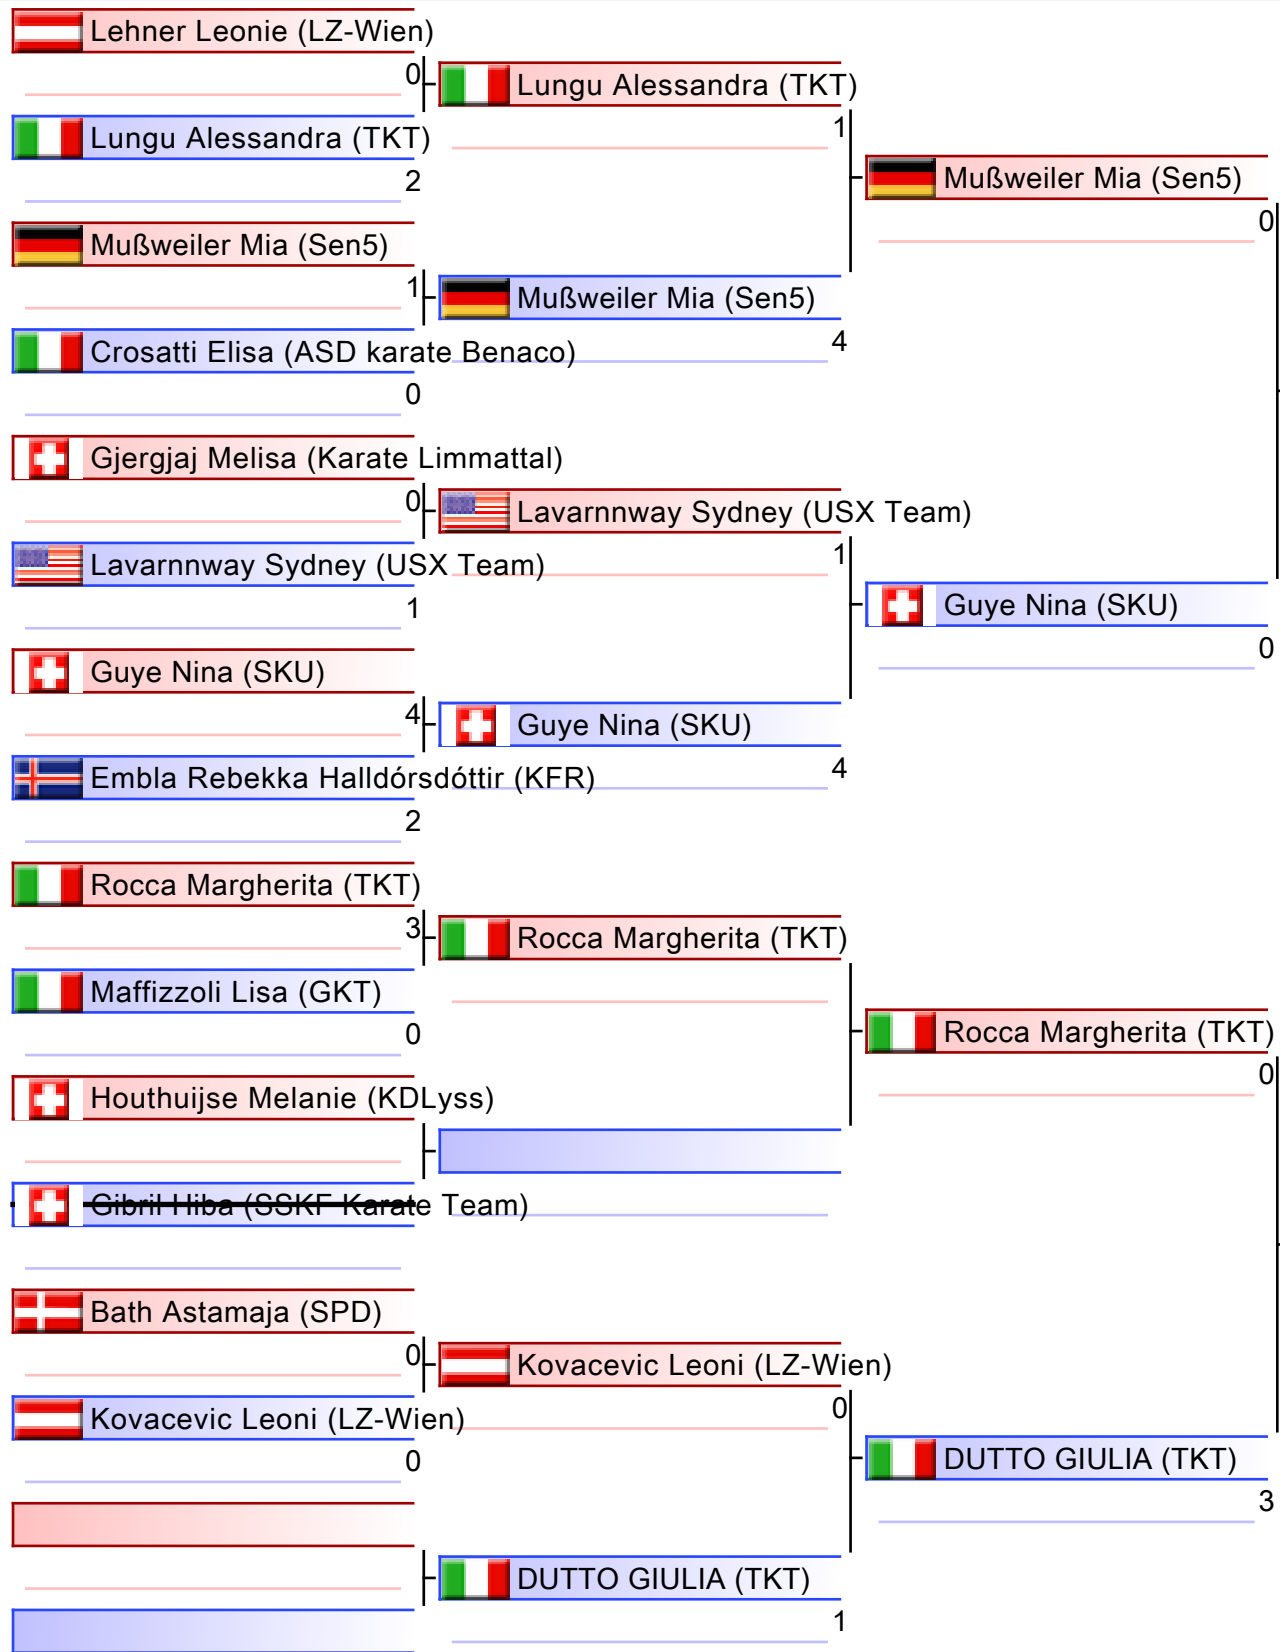 Lehner Leonie (LZ-Wien)
0
Lungu Alessandra (TKT)
2
Mußweiler Mia (Sen5)
1
Crosatti Elisa (ASD karate Benaco)
0
Gjergjaj Melisa (Karate Limmattal)
0
Lavarnnway Sydney (USX Team)
1
Guye Nina (SKU)
4
Embla Rebekka Halldórsdóttir (KFR)
2
Rocca Margherita (TKT)
3
Maffizzoli Lisa (GKT)
0
Houthuijse Melanie (KDLyss)
Gibril Hiba (SSKF Karate Team)
Bath Astamaja (SPD)
0
Kovacevic Leoni (LZ-Wien)
0
Lungu Alessandra (TKT)
1
Mußweiler Mia (Sen5)
4
Lavarnnway Sydney (USX Team)
1
Guye Nina (SKU)
4
Rocca Margherita (TKT)
Kovacevic Leoni (LZ-Wien)
0
DUTTO GIULIA (TKT)
1
Mußweiler Mia (Sen5)
0
Guye Nina (SKU)
0
Rocca Margherita (TKT)
0
DUTTO GIULIA (TKT)
3